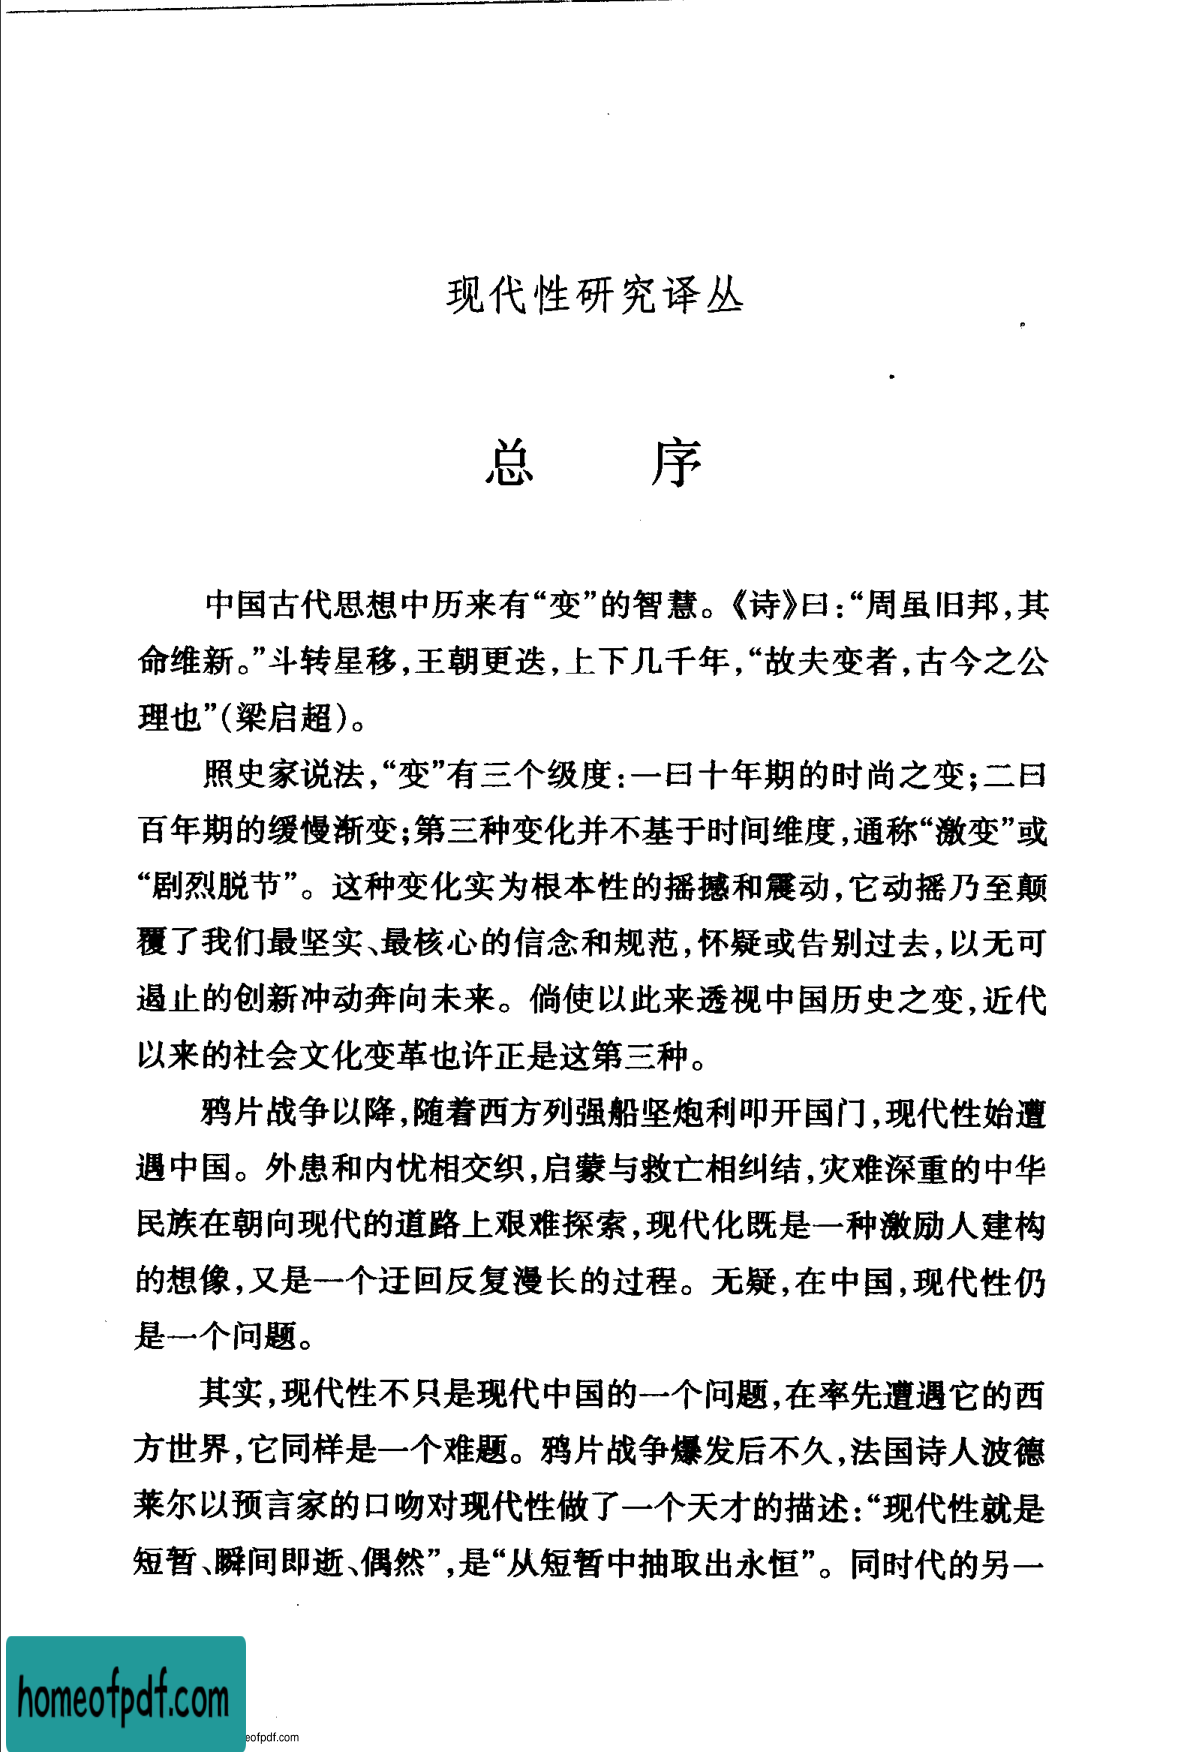 现代性研究译丛
总 序
中国古代思想中历来有“变”的智慧。《诗》曰：“周虽旧邦，其
命维新。”斗转星移，王朝更迭，上下几千年，“故夫变者，古今之公
理也”（梁启超）。
照史家说法，“变”有三个级度：一曰十年期的时尚之变；二曰
百年期的缓慢渐变；第三种变化并不基于时间维度，通称“激变”或
“剧烈脱节”。这种变化实为根本性的摇撼和震动，它动摇乃至颠
覆了我们最坚实、最核心的信念和规范，怀疑或告别过去，以无可
遏止的创新冲动奔向未来。倘使以此来透视中国历史之变，近代
以来的社会文化变革也许正是这第三种。
鸦片战争以降，随着西方列强船坚炮利叩开国门，现代性始遭
遇中国。外患和内忧相交织，启蒙与救亡相纠结，灾难深重的中华
民族在朝向现代的道路上艰难探索，现代化既是一种激励人建构
的想像，又是一个迂回反复漫长的过程。无疑，在中国，现代性仍
是一个问题。
其实，现代性不只是现代中国的一个问题，在率先遭遇它的西
方世界，它同样是一个难题。鸦片战争爆发后不久，法国诗人波德
莱尔以预言家的口吻对现代性做了一个天才的描述：“现代性就是
短暂、瞬间即逝、偶然”，是“从短暂中抽取出永恒”。同时代的另一
homeofpdf.com
eofpdf.com